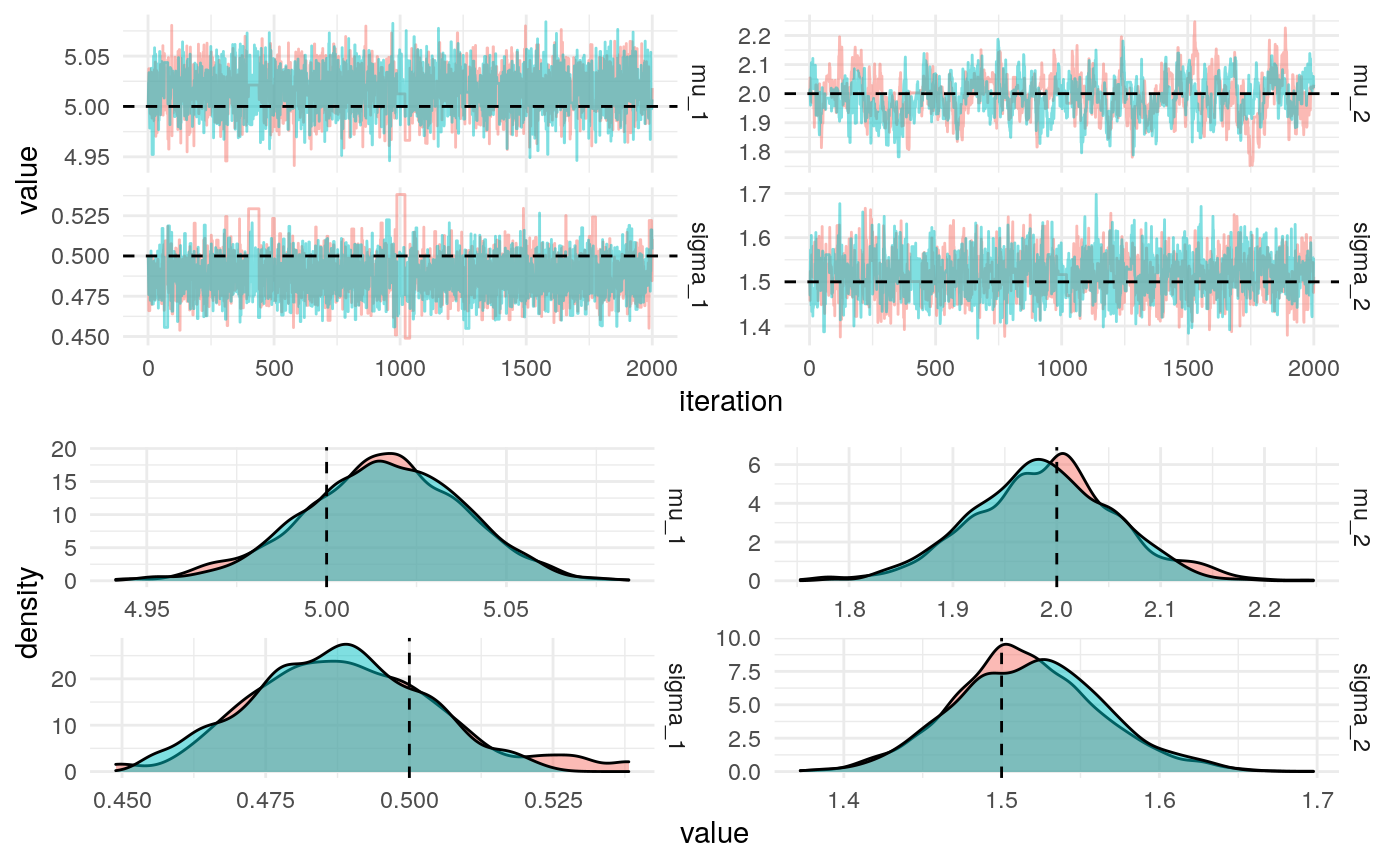 value
5.05
5.00
4.95
mu_1
2.2
2.1
2.0
1.9
1.8
mu_2
0.525
0.500
0.475
0.450
sigma_1
0 500 1000 1500 2000
1.7
1.6
1.5
1.4
sigma_2
0 500 1000 1500 2000
iteration
density
20
15
10
5
0
mu_1
4.95 5.00 5.05
6
4
2
0
mu_2
1.8 1.9 2.0 2.1 2.2
20
10
0
sigma_1
0.450 0.475 0.500 0.525
10.0
7.5
5.0
2.5
0.0
sigma_2
1.4 1.5 1.6 1.7
value